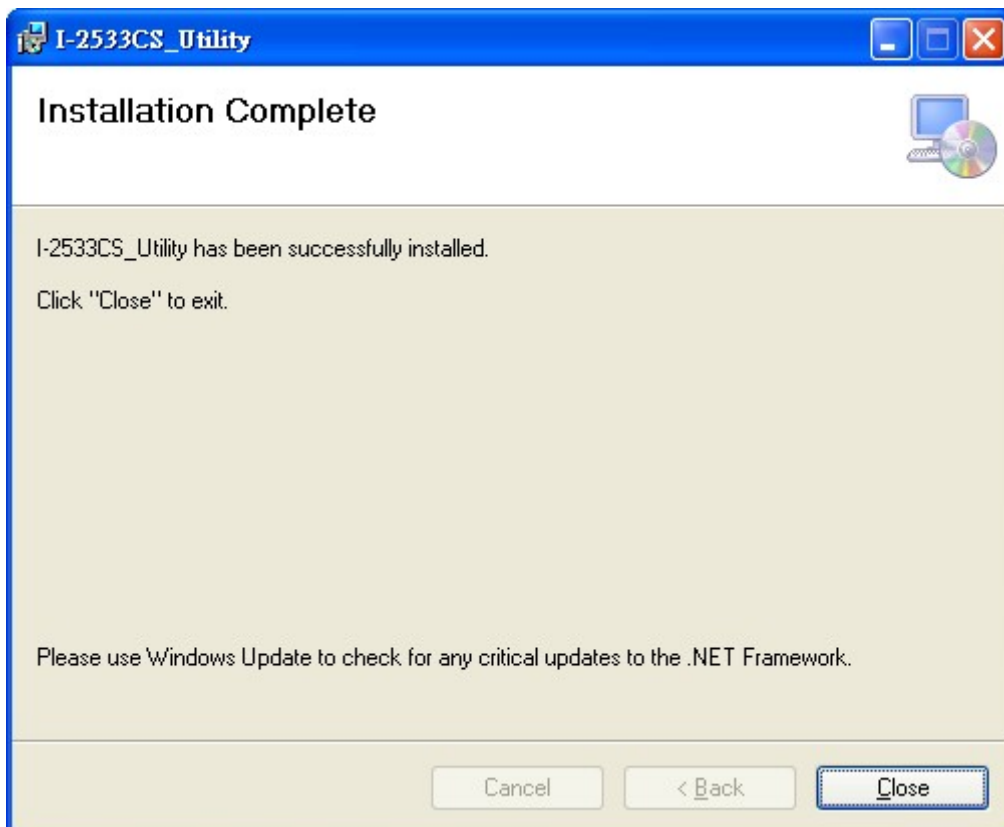 I-2533CS_Utility
Installation Complete
I-2533CS_Utility has been successfully installed.
Click "Close" to exit.
Please use Windows Update to check for any critical updates to the .NET Framework.
Cancel
< Back
Close